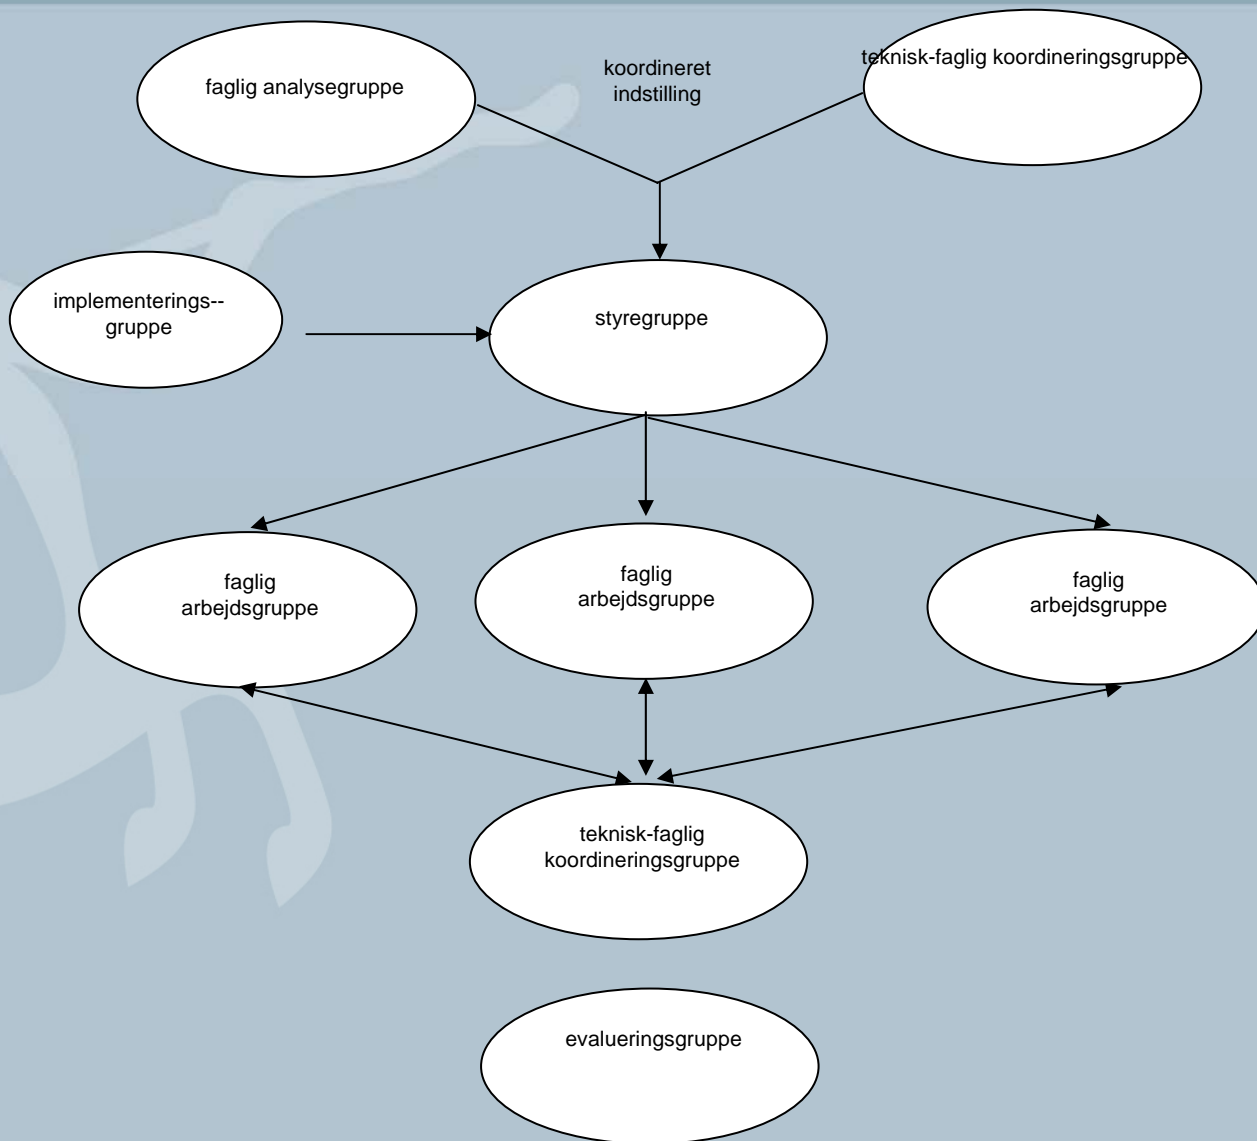 faglig analysegruppe
koordineret
indstilling
teknisk-faglig koordineringsgruppe
implementerings--
gruppe
styregruppe
faglig
arbejdsgruppe
faglig
arbejdsgruppe
faglig
arbejdsgruppe
teknisk-faglig
koordineringsgruppe
evalueringsgruppe